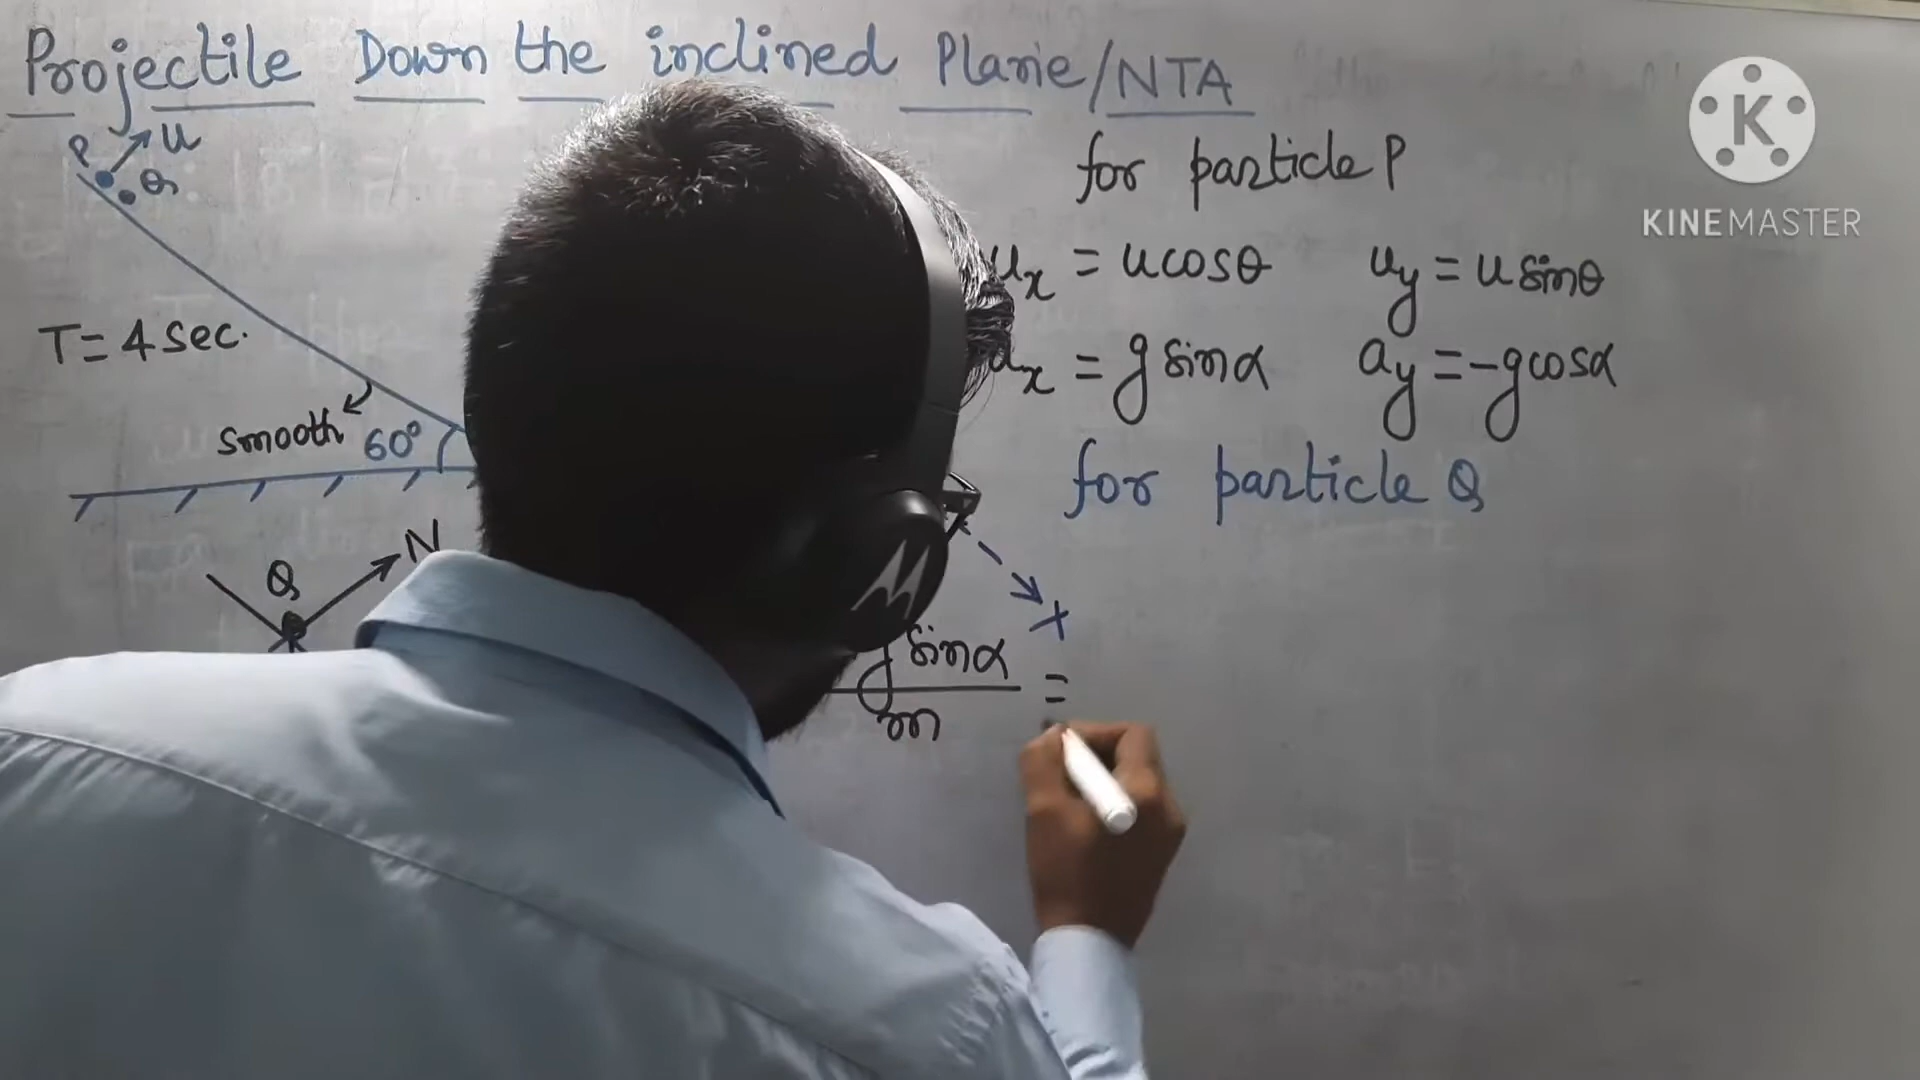 Projectile Down the inclined Plane/NTA
P u
Q
for particle P
ux = u cosθ uy = u sinθ
ax = g sinα ay = -g cosα
T = 4 sec.
smooth 60°
for particle Q
N
Q
x
g sinα
=
m
K
KINEMASTER